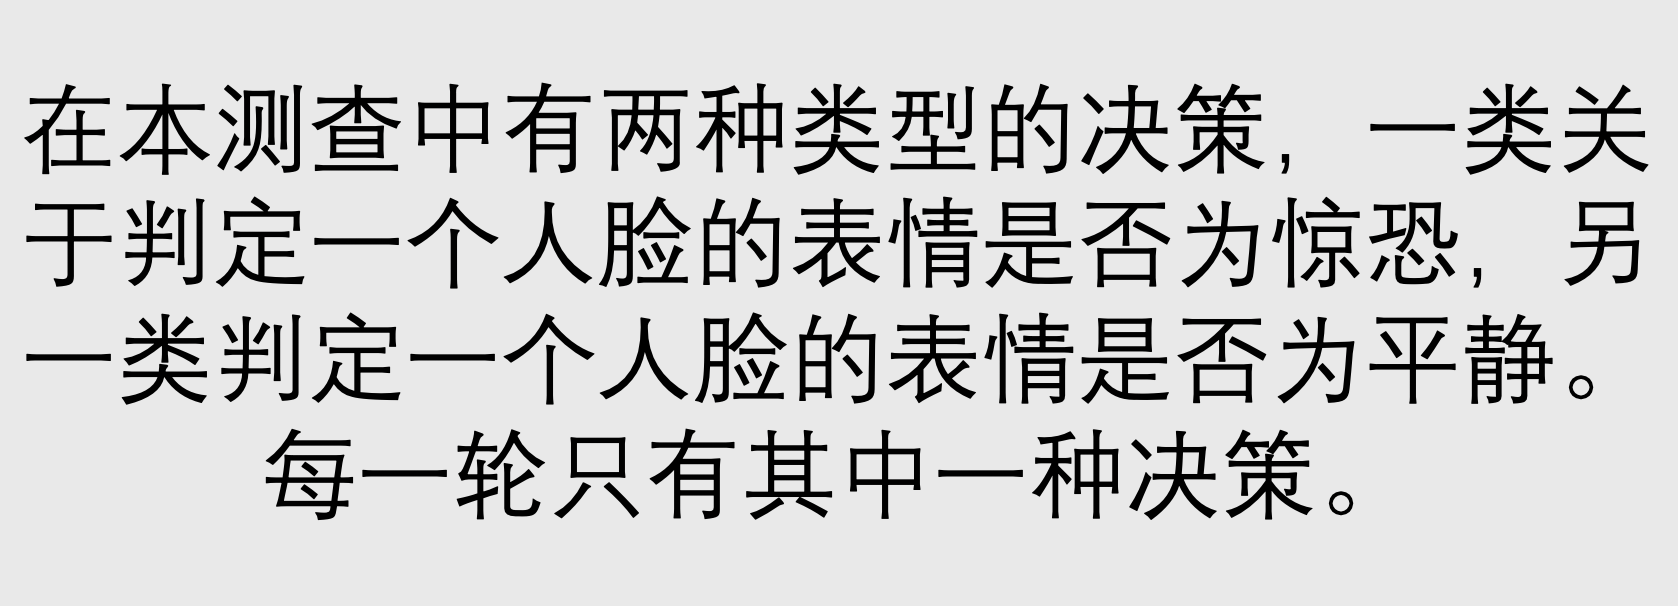 在本测查中有两种类型的决策，一类关
于判定一个人脸的表情是否为惊恐，另
一类判定一个人脸的表情是否为平静。
每一轮只有其中一种决策。